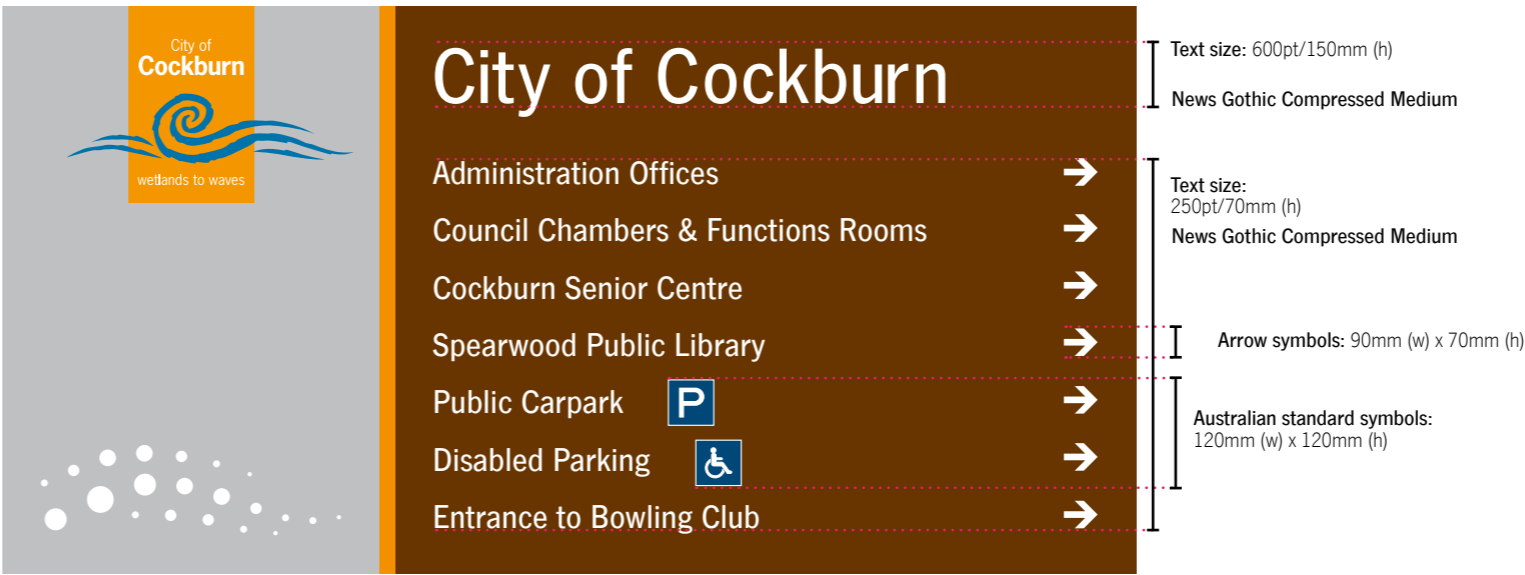 City of
Cockburn
wetlands to waves
City of Cockburn
Administration Offices
Council Chambers & Functions Rooms
Cockburn Senior Centre
Spearwood Public Library
Public Carpark P
Disabled Parking
Entrance to Bowling Club
Text size: 600pt/150mm (h)
News Gothic Compressed Medium
Text size:
250pt/70mm (h)
News Gothic Compressed Medium
Arrow symbols: 90mm (w) x 70mm (h)
Australian standard symbols:
120mm (w) x 120mm (h)